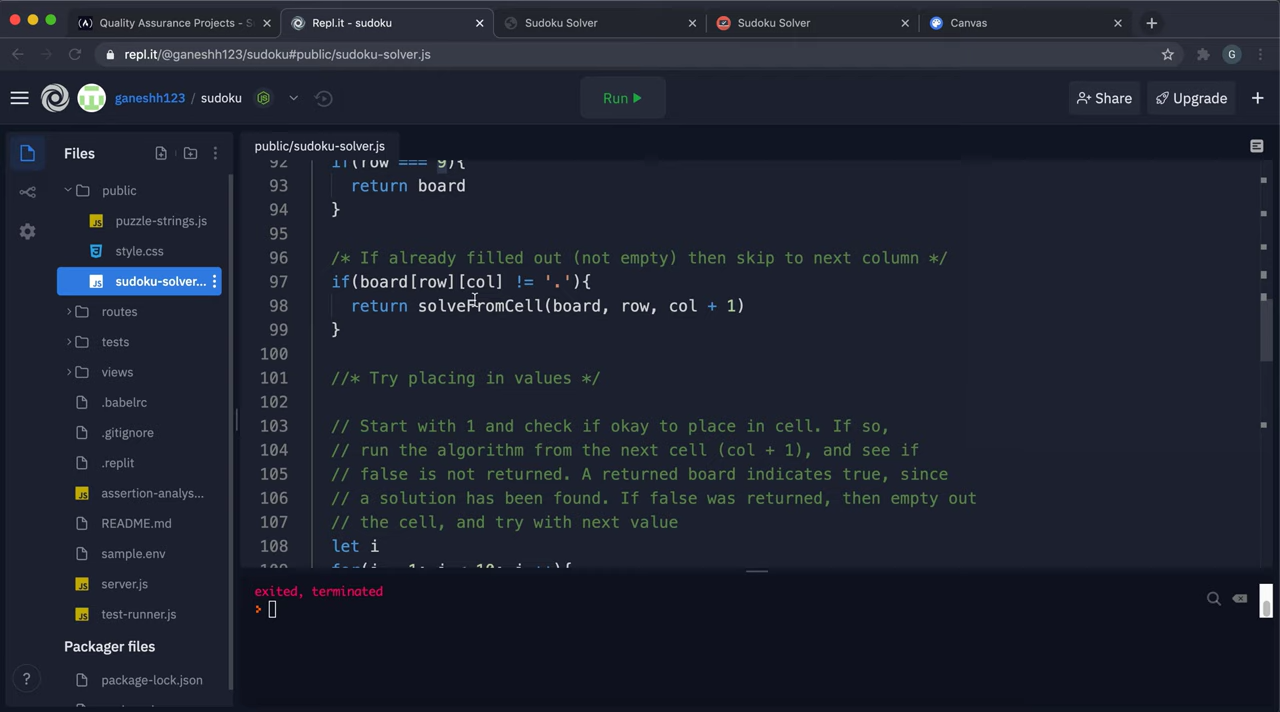 Quality Assurance Projects - S
Repl.it - sudoku
Sudoku Solver
Sudoku Solver
Canvas
repl.it/@ganeshh123/sudoku#public/sudoku-solver.js
G
ganeshh123 / sudoku
Run
Share
Upgrade
Files
public
puzzle-strings.js
style.css
sudoku-solver...
routes
tests
views
.babelrc
.gitignore
.replit
assertion-analys...
README.md
sample.env
server.js
test-runner.js
Packager files
package-lock.json
?
public/sudoku-solver.js
92 if(row === 9){
93 return board
94 }
95
96 /* If already filled out (not empty) then skip to next column */
97 if(board[row][col] != '.'){
98 return solveFromCell(board, row, col + 1)
99 }
100
101 //* Try placing in values */
102
103 // Start with 1 and check if okay to place in cell. If so,
104 // run the algorithm from the next cell (col + 1), and see if
105 // false is not returned. A returned board indicates true, since
106 // a solution has been found. If false was returned, then empty out
107 // the cell, and try with next value
108 let i
109 for(i = 1; i < 10; i ++){
exited, terminated